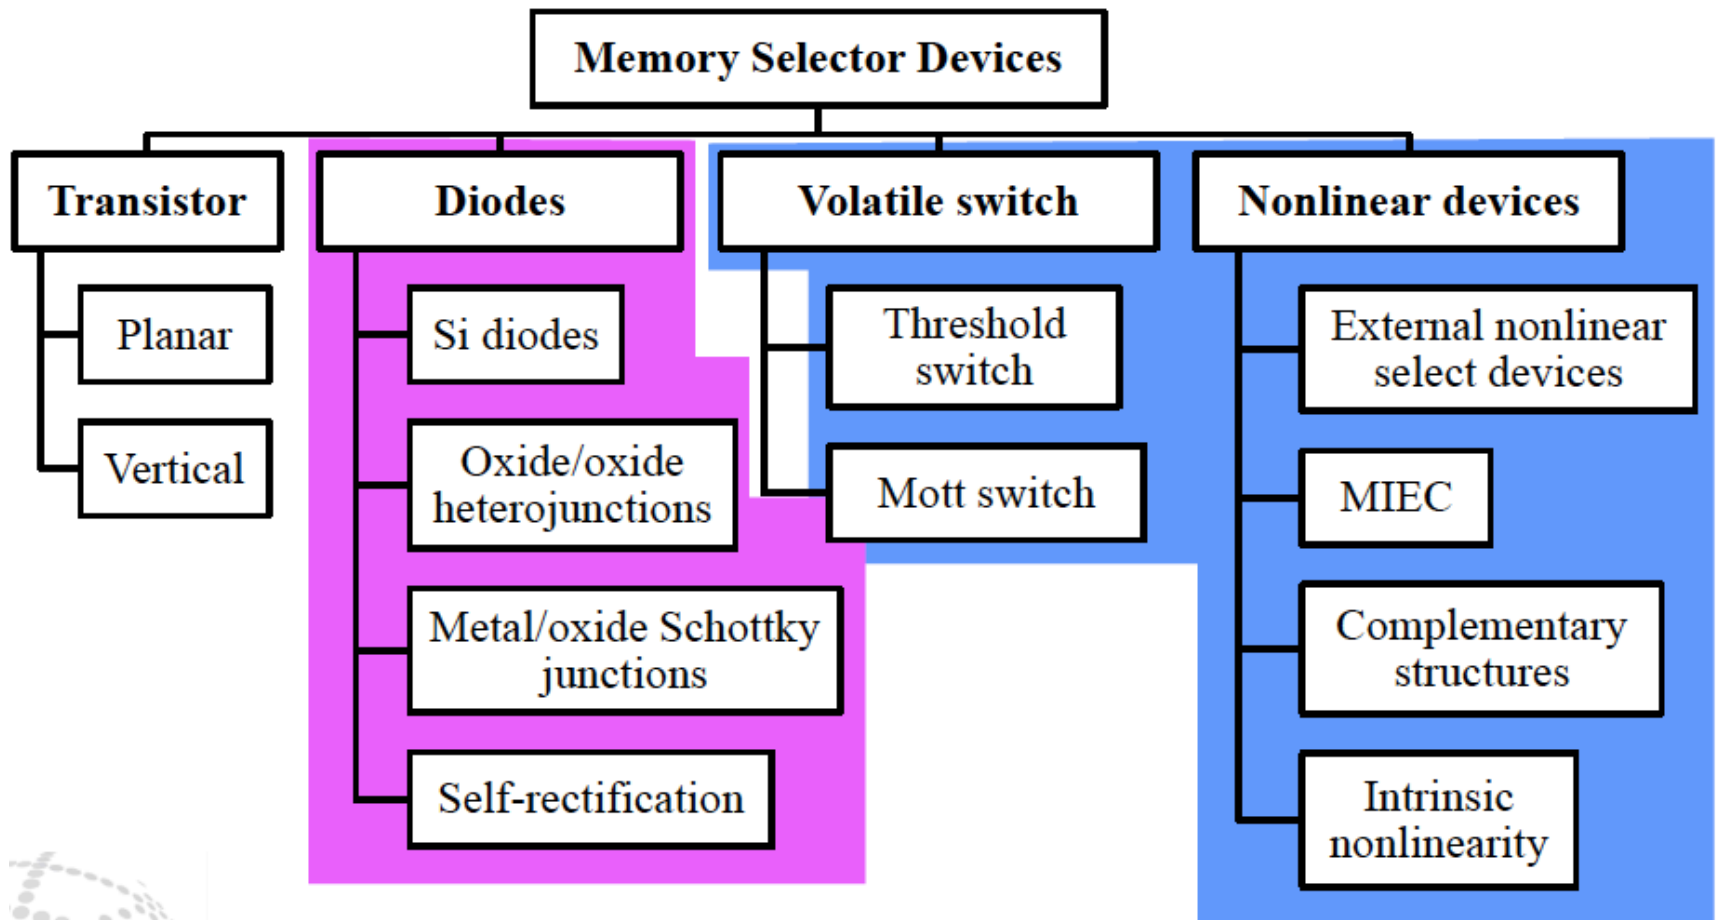 Memory Selector Devices
Transistor
Planar
Vertical
Diodes
Si diodes
Oxide/oxide
heterojunctions
Metal/oxide Schottky
junctions
Self-rectification
Volatile switch
Threshold
switch
Mott switch
Nonlinear devices
External nonlinear
select devices
MIEC
Complementary
structures
Intrinsic
nonlinearity